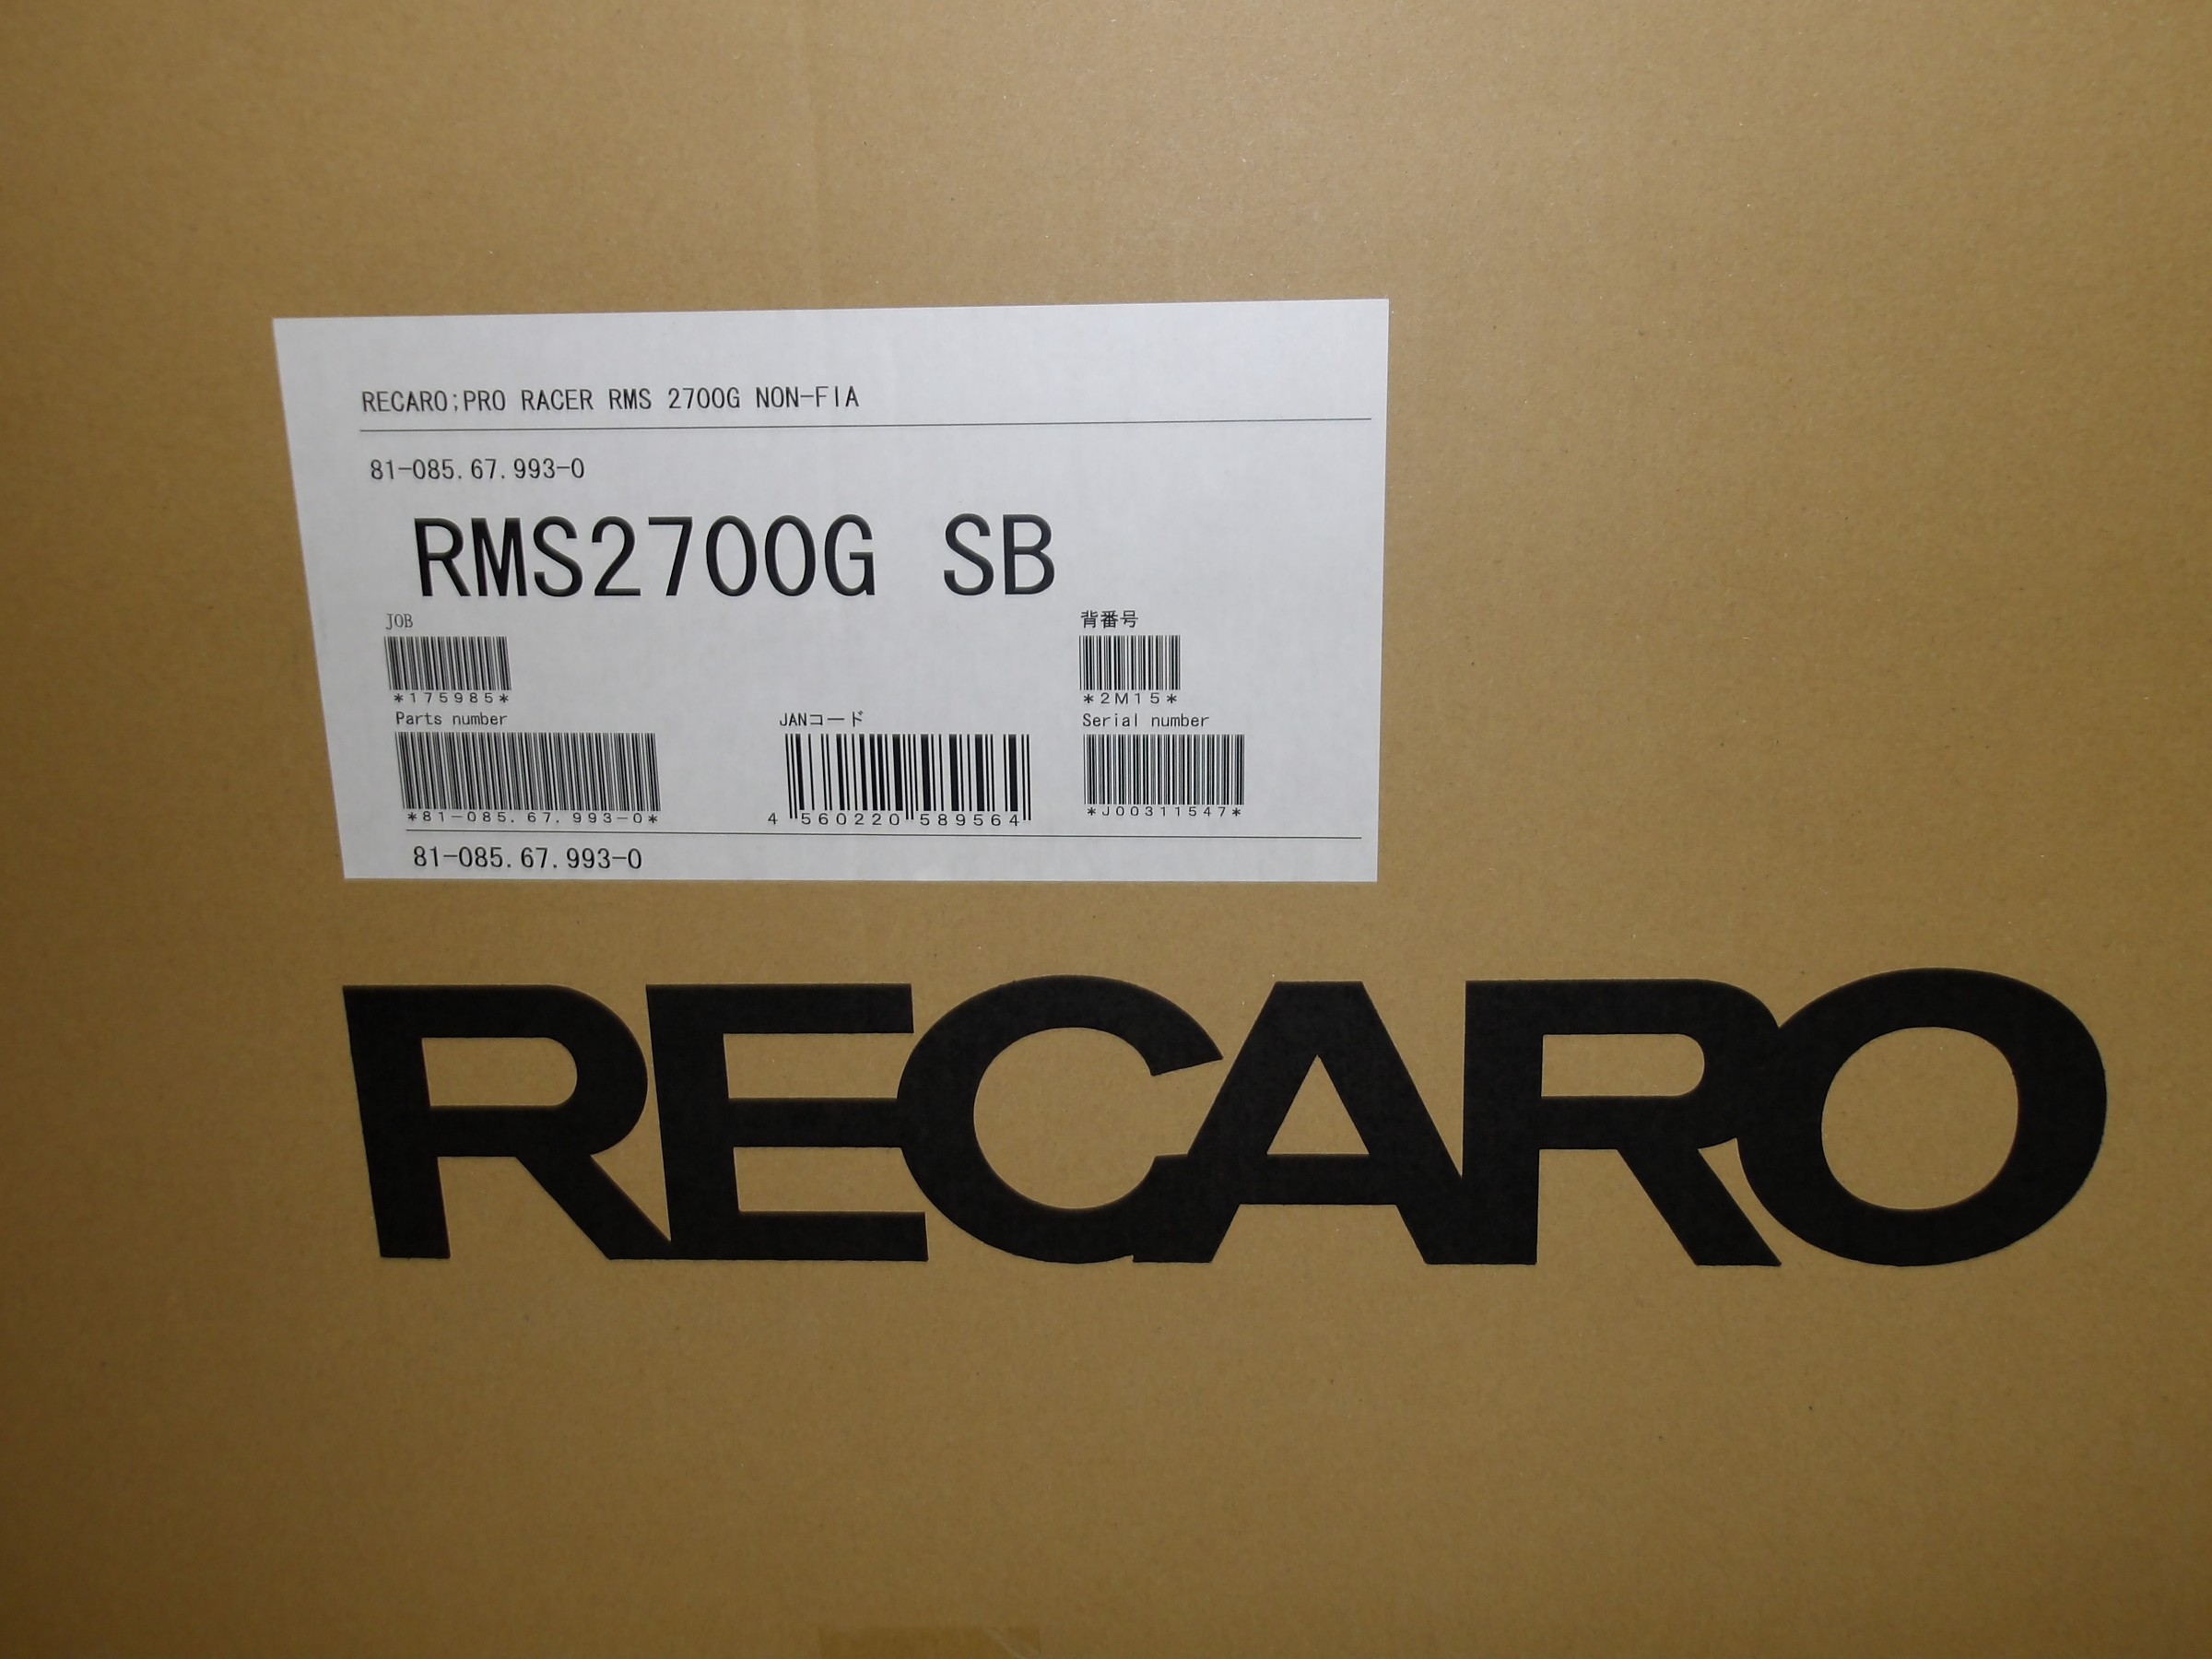 RECARO;PRO RACER RMS 2700G NON-FIA
81-085.67.993-0
RMS2700G SB
JOB
*175985*
背番号
*2M15*
Parts number
*81-085.67.993-0*
JANコード
4 560220 589564
Serial number
*J00311547*
81-085.67.993-0
RECARO